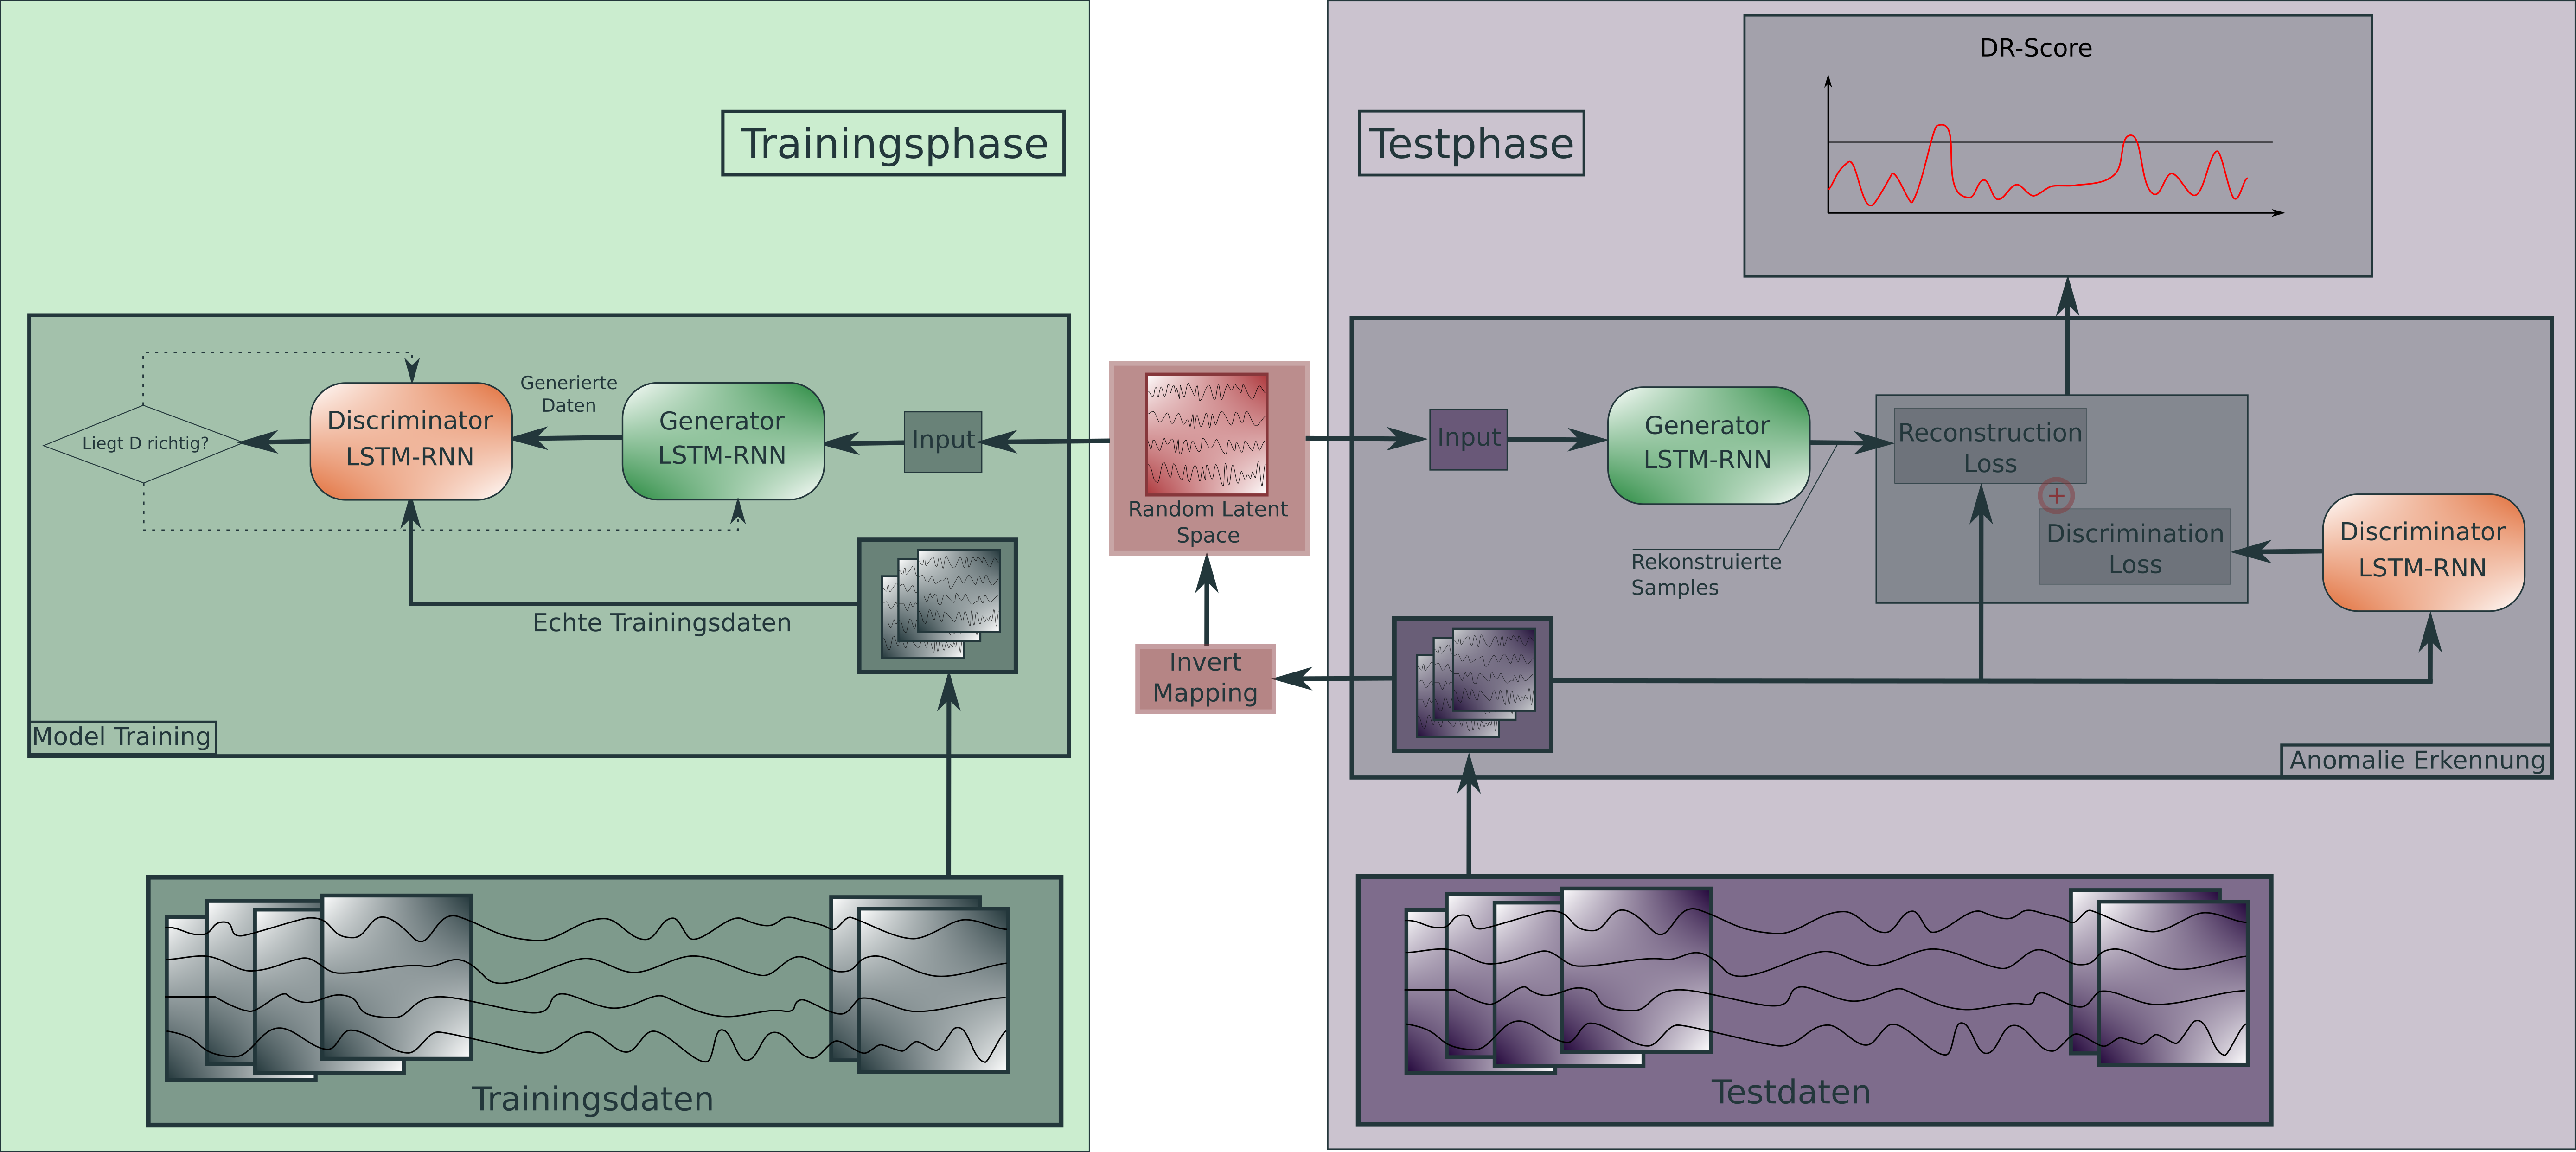 Trainingsphase
Liegt D richtig?
Discriminator
LSTM-RNN
Generierte
Daten
Generator
LSTM-RNN
Input
Echte Trainingsdaten
Model Training
Trainingsdaten
Random Latent
Space
Invert
Mapping
Testphase
DR-Score
Input
Generator
LSTM-RNN
Rekonstruierte
Samples
Reconstruction
Loss
+
Discrimination
Loss
Discriminator
LSTM-RNN
Anomalie Erkennung
Testdaten